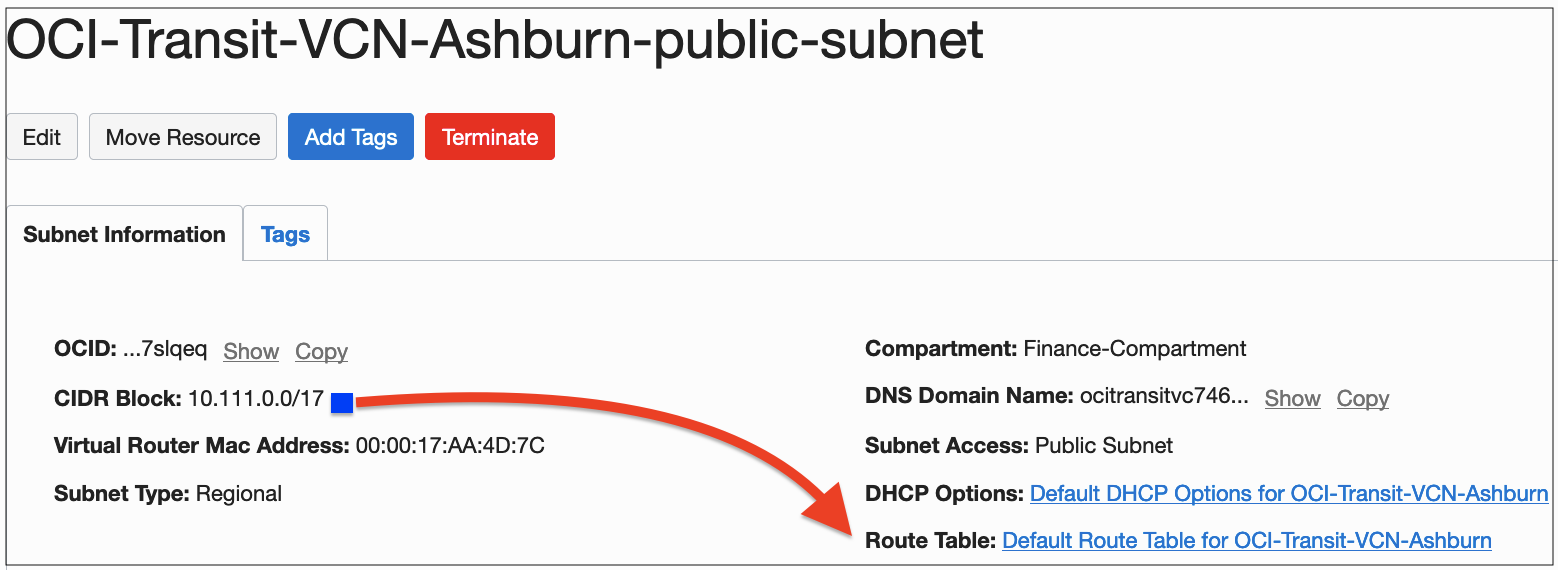 OCI-Transit-VCN-Ashburn-public-subnet
Edit Move Resource Add Tags Terminate
Subnet Information Tags
OCID: ...7slqeq Show Copy
CIDR Block: 10.111.0.0/17
Virtual Router Mac Address: 00:00:17:AA:4D:7C
Subnet Type: Regional
Compartment: Finance-Compartment
DNS Domain Name: ocitransitvc746... Show Copy
Subnet Access: Public Subnet
DHCP Options: Default DHCP Options for OCI-Transit-VCN-Ashburn
Route Table: Default Route Table for OCI-Transit-VCN-Ashburn